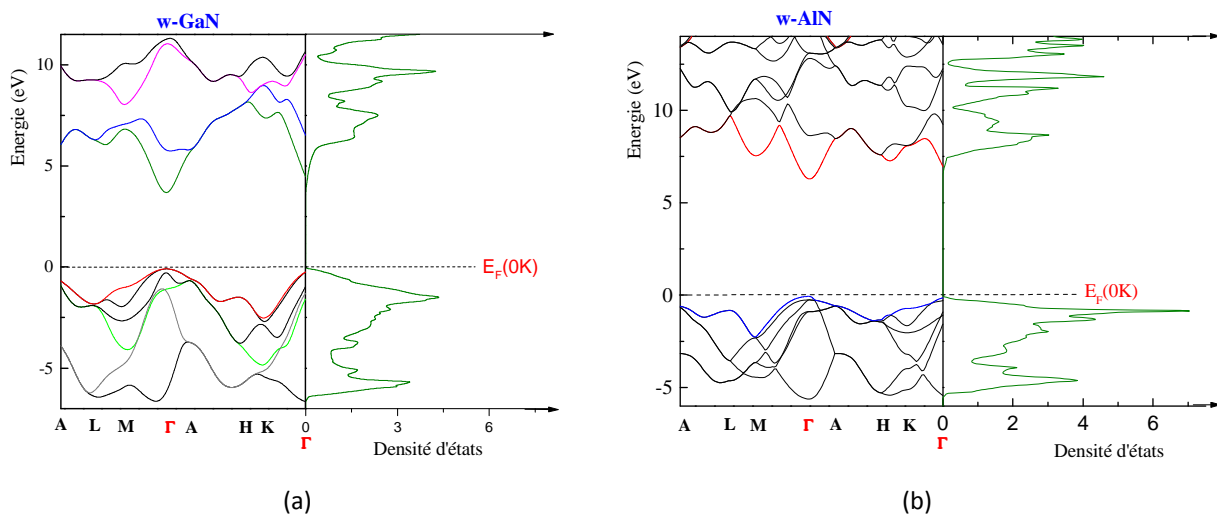 w-GaN
Energie (eV)
10
5
0
-5
E_F(0K)
A L M Γ A H K Γ
0 3 6
Densité d'états
(a)
w-AlN
Energie (eV)
10
5
0
-5
E_F(0K)
A L M Γ A H K Γ
0 2 4 6
Densité d'états
(b)